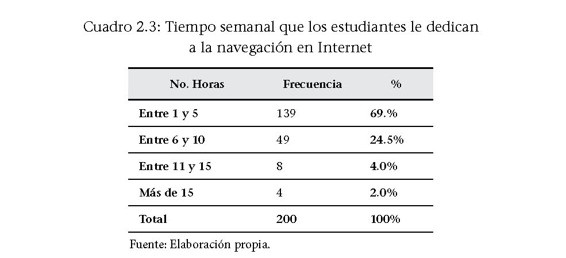 Cuadro 2.3: Tiempo semanal que los estudiantes le dedican
a la navegación en Internet
No. Horas Frecuencia %
Entre 1 y 5 139 69.%
Entre 6 y 10 49 24.5%
Entre 11 y 15 8 4.0%
Más de 15 4 2.0%
Total 200 100%
Fuente: Elaboración propia.